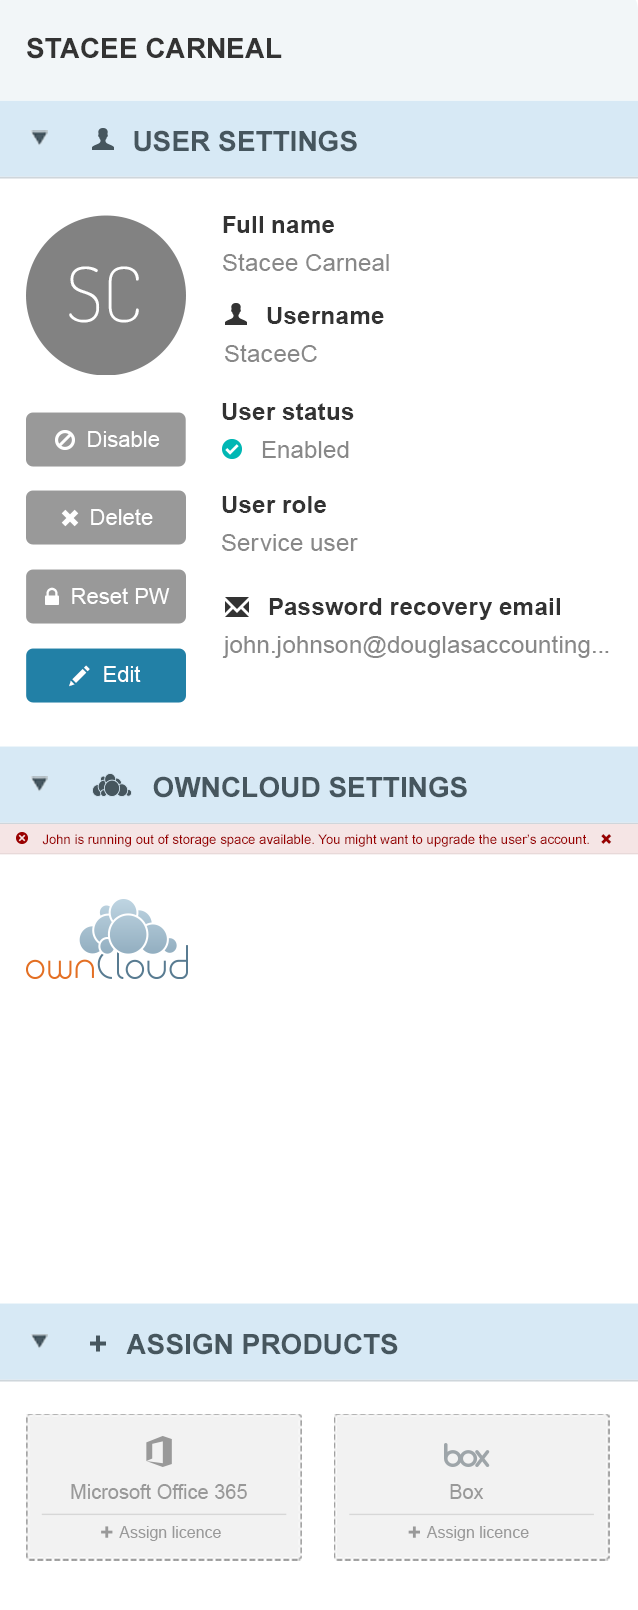 STACEE CARNEAL
USER SETTINGS
SC
Full name
Stacee Carneal
Username
StaceeC
User status
Enabled
User role
Service user
Password recovery email
john.johnson@douglasaccounting...
Disable
Delete
Reset PW
Edit
OWNCLOUD SETTINGS
John is running out of storage space available. You might want to upgrade the user's account.
ownCloud
ASSIGN PRODUCTS
Microsoft Office 365
+ Assign licence
box
Box
+ Assign licence